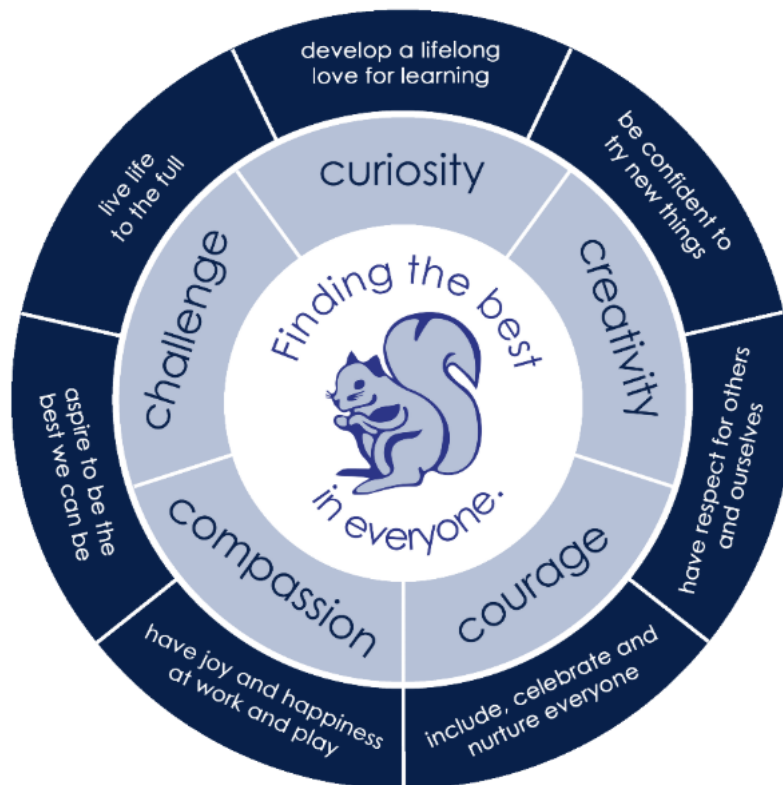 develop a lifelong
love for learning
be confident to
try new things
have respect for others
and ourselves
include, celebrate and
nurture everyone
have joy and happiness
at work and play
aspire to be the
best we can be
live life
to the full
curiosity
creativity
courage
compassion
challenge
Finding the best
in everyone.